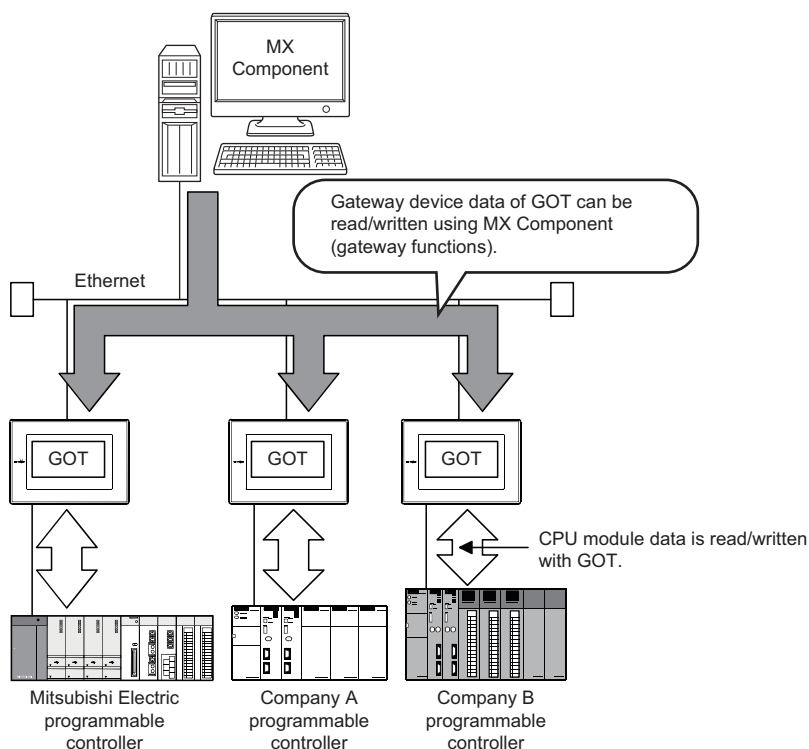 MX
Component
Gateway device data of GOT can be
read/written using MX Component
(gateway functions).
Ethernet
GOT
GOT
GOT
CPU module data is read/written
with GOT.
Mitsubishi Electric
programmable
controller
Company A
programmable
controller
Company B
programmable
controller